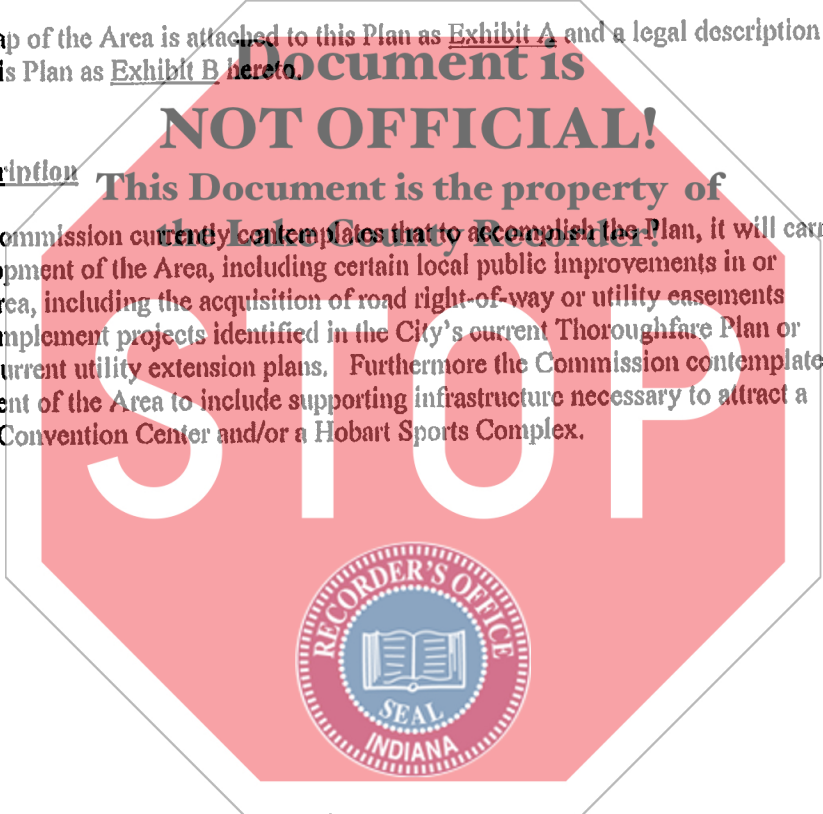 ap of the Area is attached to this Plan as Exhibit A and a legal description
is Plan as Exhibit B hereto.
Document is
NOT OFFICIAL!
ription
This Document is the property of
the Lake County Recorder!
ommission currently contemplates that to accomplish the Plan, it will carr
opment of the Area, including certain local public improvements in or
rea, including the acquisition of road right-of-way or utility easements
mplement projects identified in the City's current Thoroughfare Plan or
urrent utility extension plans. Furthermore the Commission contemplate
ent of the Area to include supporting infrastructure necessary to attract a
Convention Center and/or a Hobart Sports Complex.
STOP
RECORDER'S OFFICE
SEAL
INDIANA